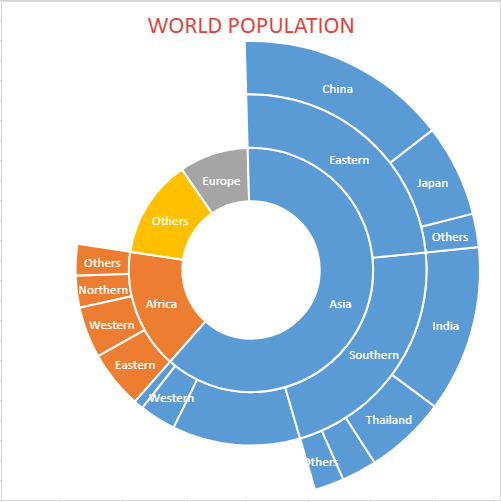 WORLD POPULATION
China
Eastern
Japan
Others
Asia
Southern
India
Thailand
Others
Western
Africa
Eastern
Western
Northern
Others
Others
Europe